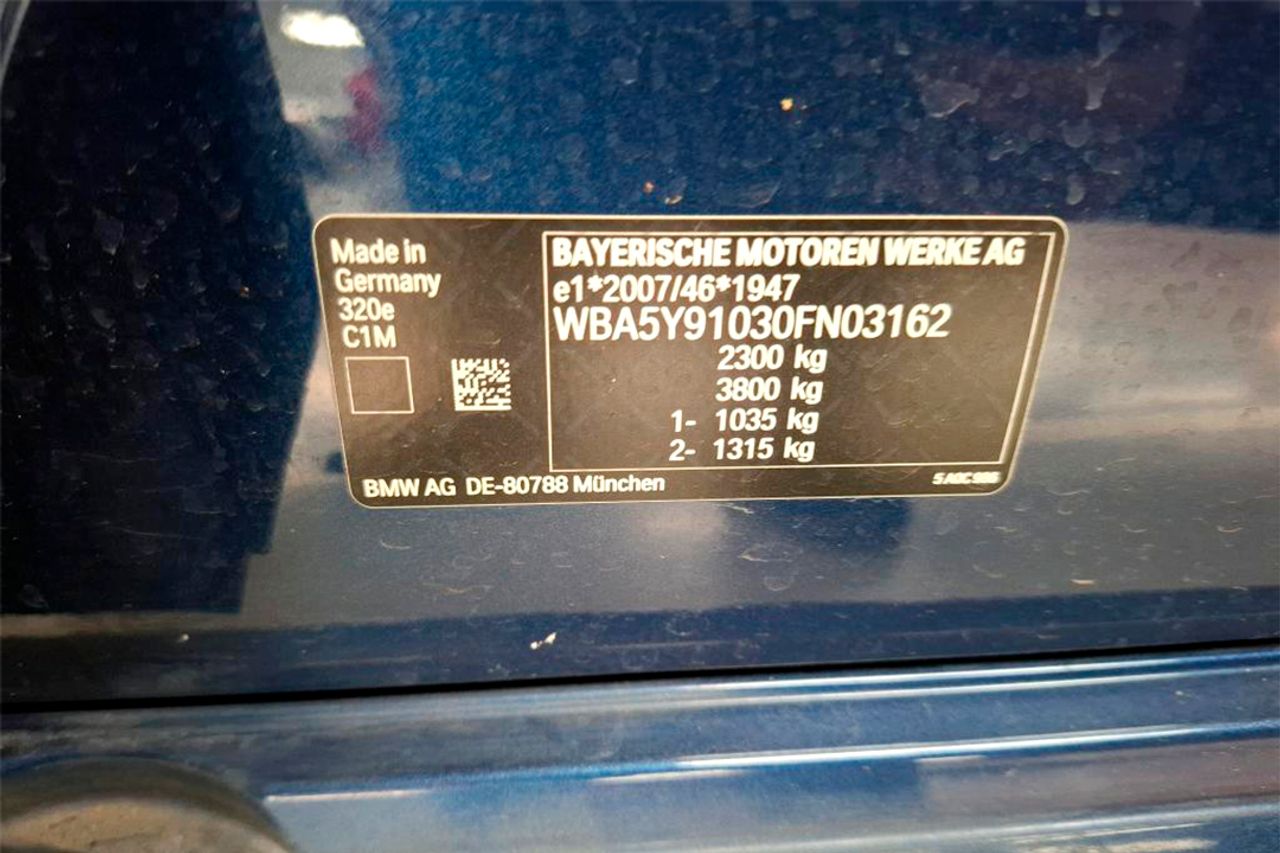 Made in
Germany
320e
C1M
BAYERISCHE MOTOREN WERKE AG
e1*2007/46*1947
WBA5Y91030FN03162
2300 kg
3800 kg
1- 1035 kg
2- 1315 kg
BMW AG DE-80788 München